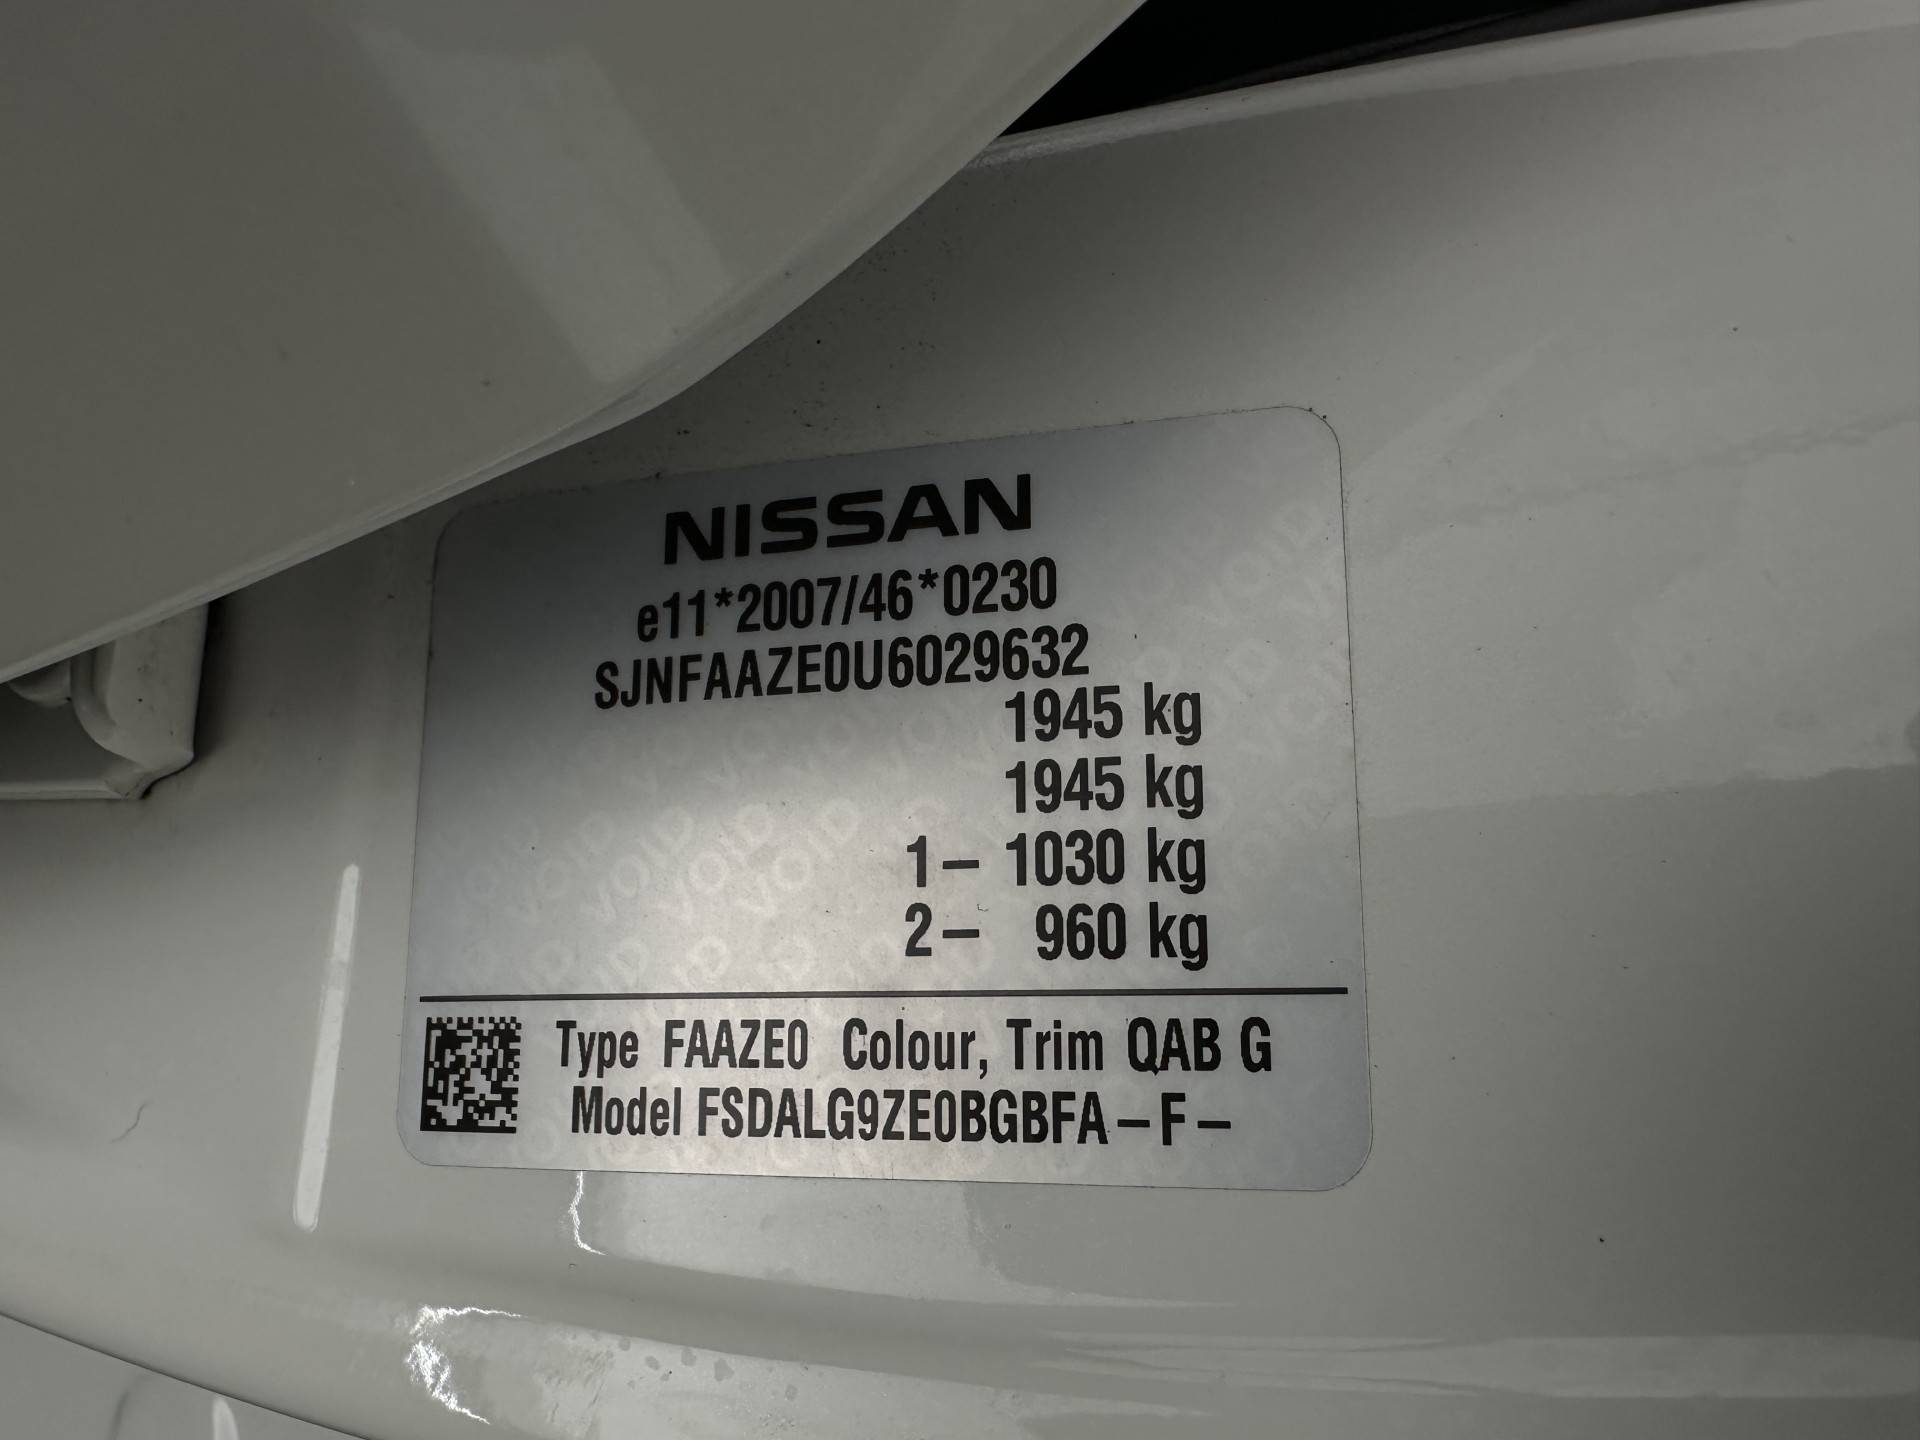 NISSAN
e11*2007/46*0230
SJNFAAZE0U6029632
1945 kg
1945 kg
1- 1030 kg
2- 960 kg
Type FAAZE0 Colour, Trim QAB G
Model FSDALG9ZE0BGBFA-F-